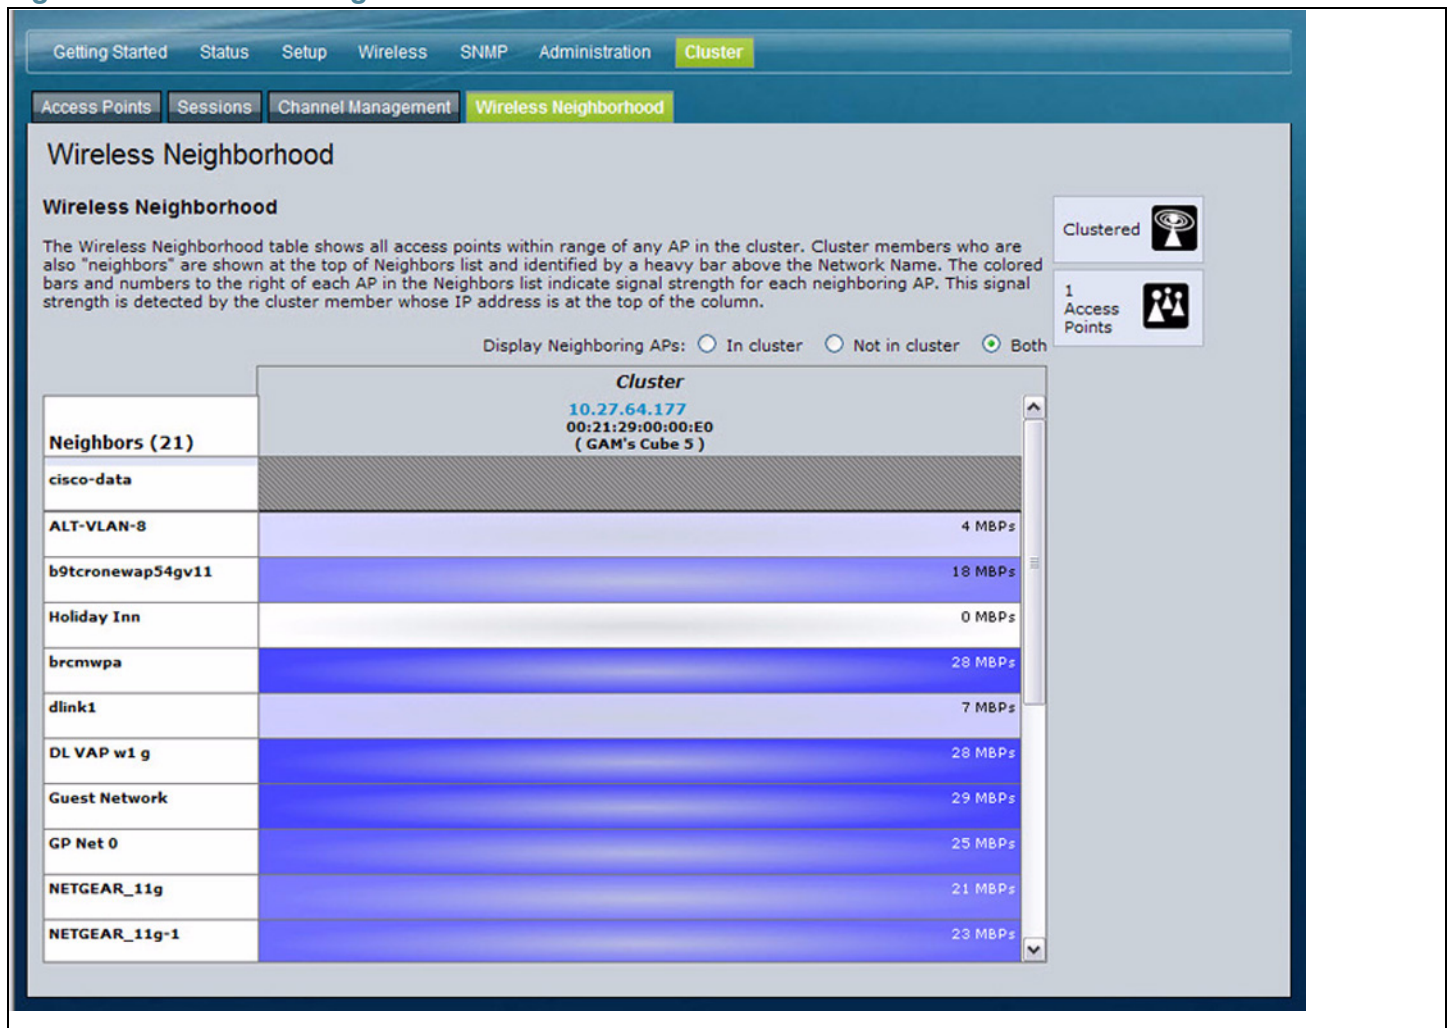 Getting Started Status Setup Wireless SNMP Administration Cluster
Access Points Sessions Channel Management Wireless Neighborhood
Wireless Neighborhood
Wireless Neighborhood
The Wireless Neighborhood table shows all access points within range of any AP in the cluster. Cluster members who are
also "neighbors" are shown at the top of Neighbors list and identified by a heavy bar above the Network Name. The colored
bars and numbers to the right of each AP in the Neighbors list indicate signal strength for each neighboring AP. This signal
strength is detected by the cluster member whose IP address is at the top of the column.
Clustered
1
Access
Points
Display Neighboring APs: In cluster Not in cluster Both
Cluster
10.27.64.177
00:21:29:00:00:E0
( GAM's Cube 5 )
Neighbors (21)
cisco-data
ALT-VLAN-8 4 MBPs
b9tcronewap54gv11 18 MBPs
Holiday Inn 0 MBPs
brcmwpa 28 MBPs
dlink1 7 MBPs
DL VAP w1 g 28 MBPs
Guest Network 29 MBPs
GP Net 0 25 MBPs
NETGEAR_11g 21 MBPs
NETGEAR_11g-1 23 MBPs